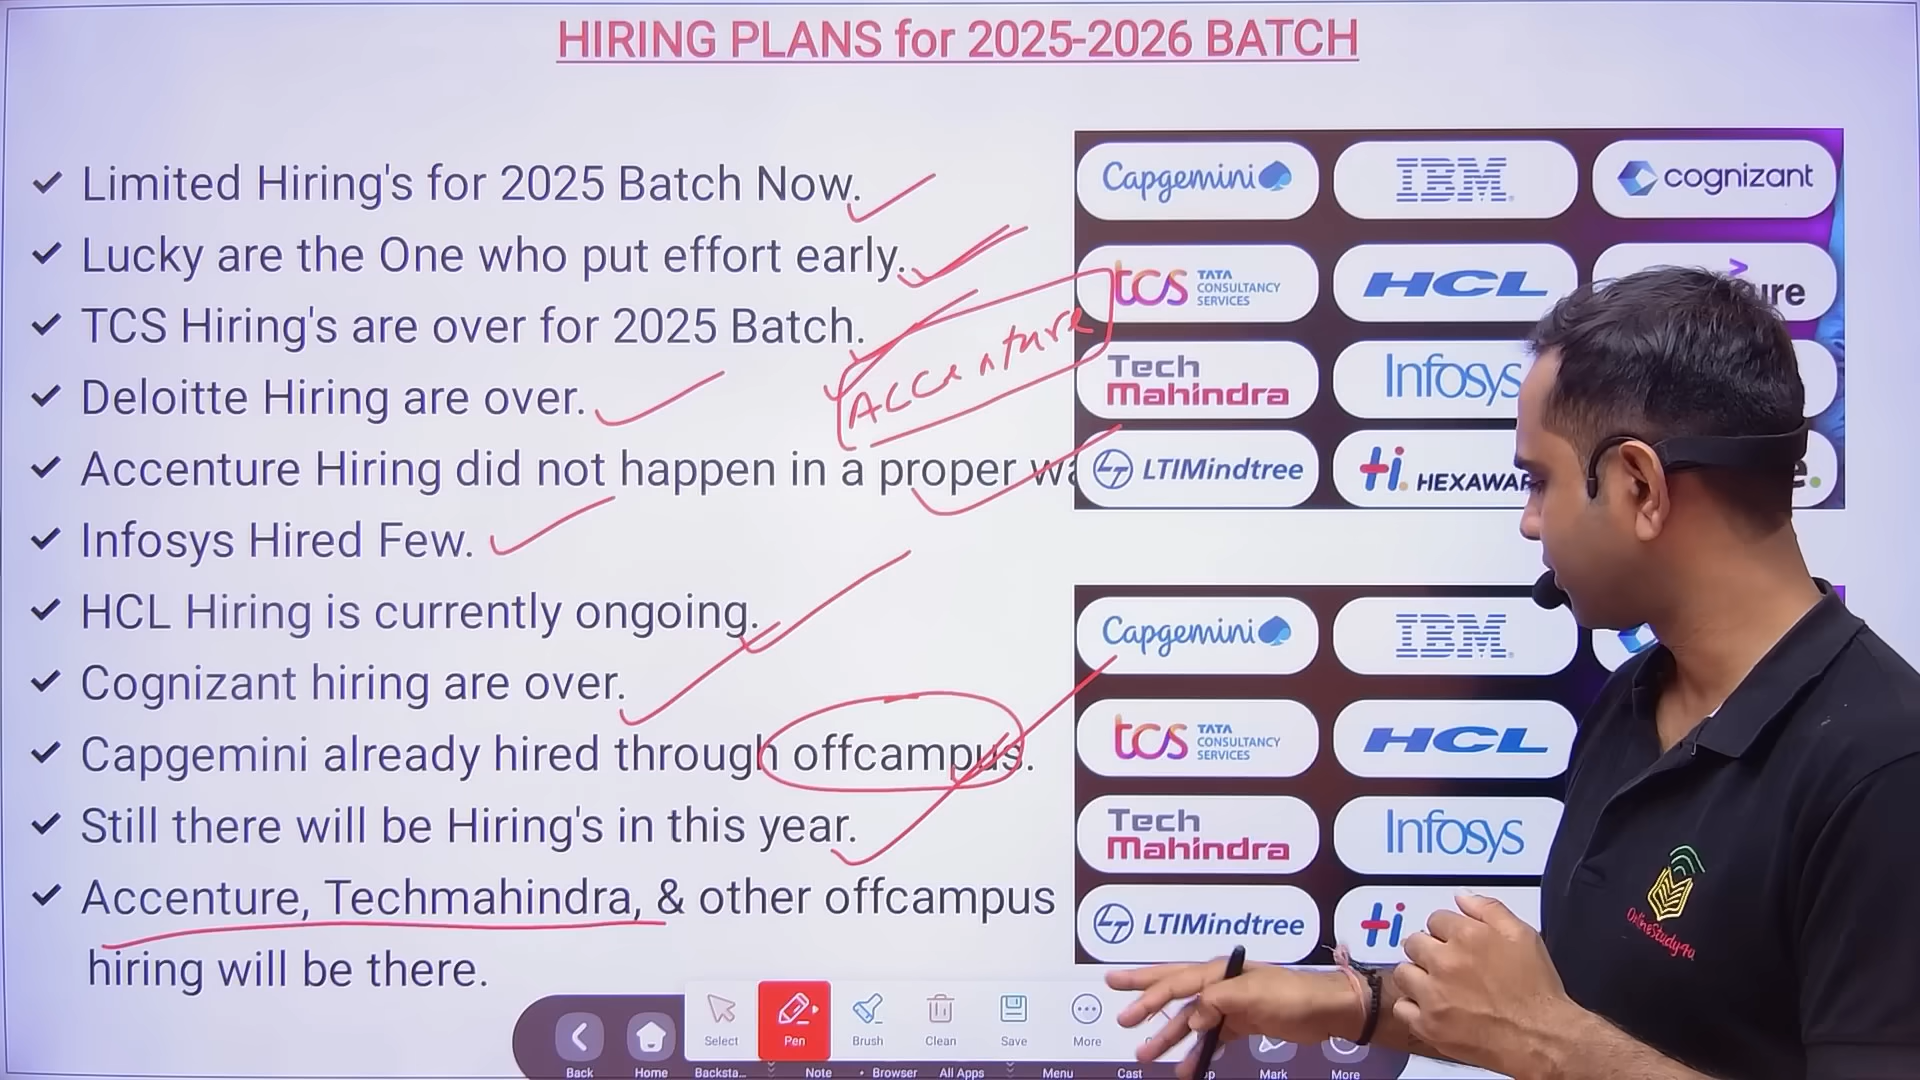 HIRING PLANS for 2025-2026 BATCH
Limited Hiring's for 2025 Batch Now.
Lucky are the One who put effort early.
TCS Hiring's are over for 2025 Batch.
Deloitte Hiring are over.
Accenture Hiring did not happen in a proper
Infosys Hired Few.
HCL Hiring is currently ongoing.
Cognizant hiring are over.
Capgemini already hired through offcampus.
Still there will be Hiring's in this year.
Accenture, Techmahindra, & other offcampus
hiring will be there.
Accenture
Capgemini IBM cognizant
tcs TATA CONSULTANCY SERVICES HCL
Tech Mahindra Infosys
LTIMindtree Hi. HEXAWAR
Capgemini IBM
tcs TATA CONSULTANCY SERVICES HCL
Tech Mahindra Infosys
LTIMindtree Hi
OnlineStudy4u
Select Pen Brush Clean Save More
Back Home Backsta... Note Browser All Apps Menu Cast Mark More